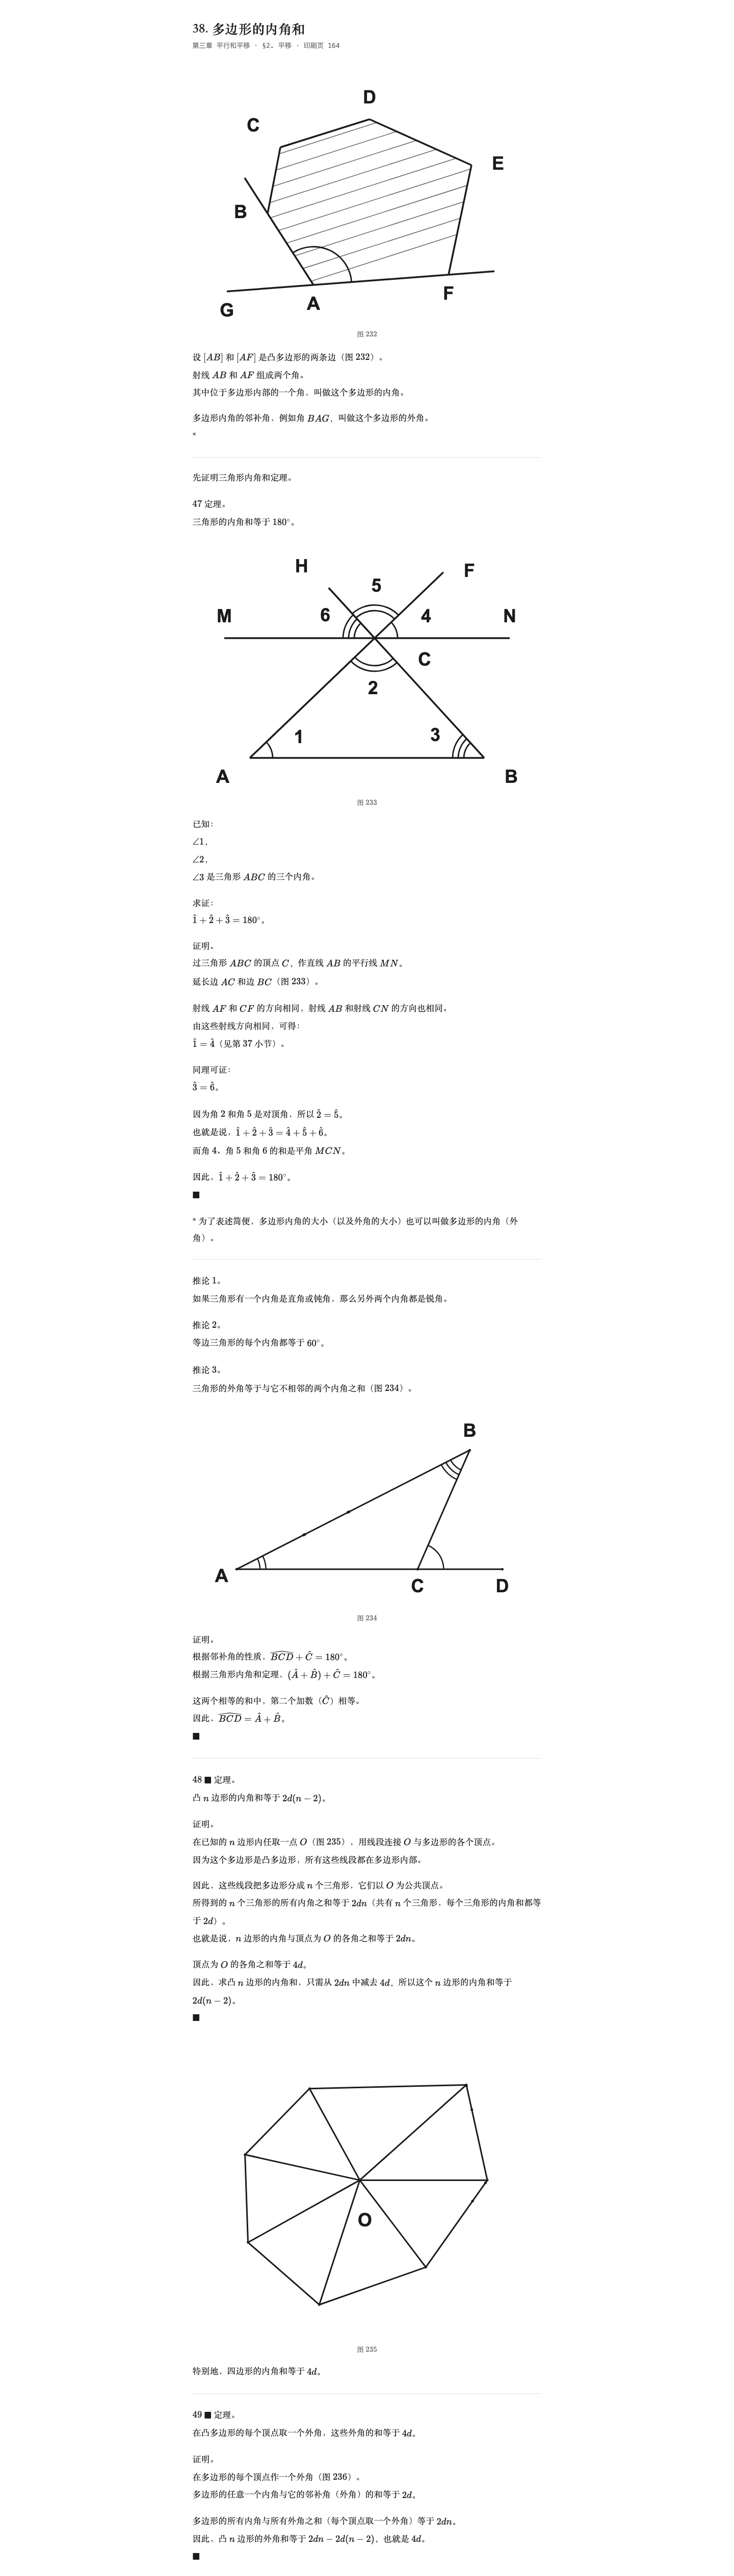 38. 多边形的内角和
第三章 平行和平移 · §2. 平移 · 印刷页 164
D
C
E
B
F
A
G
图 232
设 [AB] 和 [AF] 是凸多边形的两条边（图 232）。
射线 AB 和 AF 组成两个角。
其中位于多边形内部的一个角，叫做这个多边形的内角。
多边形内角的邻补角，例如角 BAG，叫做这个多边形的外角。
*
先证明三角形内角和定理。
47 定理。
三角形的内角和等于 180°。
H
F
5
M
6
4
N
C
2
1
3
A
B
图 233
已知：
∠1，
∠2，
∠3 是三角形 ABC 的三个内角。
求证：
1̂ + 2̂ + 3̂ = 180°。
证明。
过三角形 ABC 的顶点 C，作直线 AB 的平行线 MN。
延长边 AC 和边 BC（图 233）。
射线 AF 和 CF 的方向相同，射线 AB 和射线 CN 的方向也相同。
由这些射线方向相同，可得：
1̂ = 4̂（见第 37 小节）。
同理可证：
3̂ = 6̂。
因为角 2 和角 5 是对顶角，所以 2̂ = 5̂。
也就是说，1̂ + 2̂ + 3̂ = 4̂ + 5̂ + 6̂。
而角 4、角 5 和角 6 的和是平角 MCN。
因此，1̂ + 2̂ + 3̂ = 180°。
■
* 为了表述简便，多边形内角的大小（以及外角的大小）也可以叫做多边形的内角（外
角）。
推论 1。
如果三角形有一个内角是直角或钝角，那么另外两个内角都是锐角。
推论 2。
等边三角形的每个内角都等于 60°。
推论 3。
三角形的外角等于与它不相邻的两个内角之和（图 234）。
B
A
C
D
图 234
证明。
根据邻补角的性质，B͡CD + Ĉ = 180°。
根据三角形内角和定理，(Â + B̂) + Ĉ = 180°。
这两个相等的和中，第二个加数（Ĉ）相等。
因此，B͡CD = Â + B̂。
■
48 ■ 定理。
凸 n 边形的内角和等于 2d(n − 2)。
证明。
在已知的 n 边形内任取一点 O（图 235），用线段连接 O 与多边形的各个顶点。
因为这个多边形是凸多边形，所有这些线段都在多边形内部。
因此，这些线段把多边形分成 n 个三角形，它们以 O 为公共顶点。
所得到的 n 个三角形的所有内角之和等于 2dn（共有 n 个三角形，每个三角形的内角和都等
于 2d）。
也就是说，n 边形的内角与顶点为 O 的各角之和等于 2dn。
顶点为 O 的各角之和等于 4d。
因此，求凸 n 边形的内角和，只需从 2dn 中减去 4d，所以这个 n 边形的内角和等于
2d(n − 2)。
■
O
图 235
特别地，四边形的内角和等于 4d。
49 ■ 定理。
在凸多边形的每个顶点取一个外角，这些外角的和等于 4d。
证明。
在多边形的每个顶点作一个外角（图 236）。
多边形的任意一个内角与它的邻补角（外角）的和等于 2d。
多边形的所有内角与所有外角之和（每个顶点取一个外角）等于 2dn。
因此，凸 n 边形的外角和等于 2dn − 2d(n − 2)，也就是 4d。
■